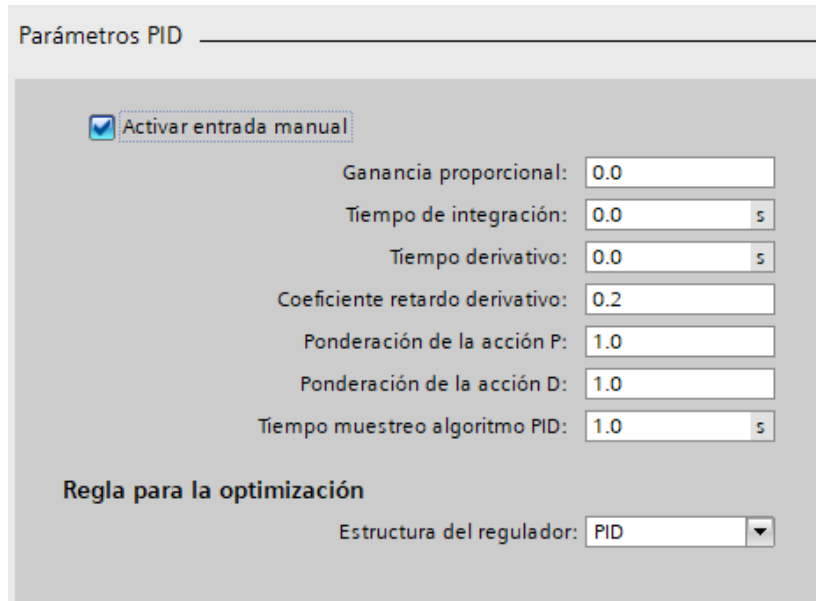 Parámetros PID
Activar entrada manual
Ganancia proporcional: 0.0
Tiempo de integración: 0.0 s
Tiempo derivativo: 0.0 s
Coeficiente retardo derivativo: 0.2
Ponderación de la acción P: 1.0
Ponderación de la acción D: 1.0
Tiempo muestreo algoritmo PID: 1.0 s
Regla para la optimización
Estructura del regulador: PID